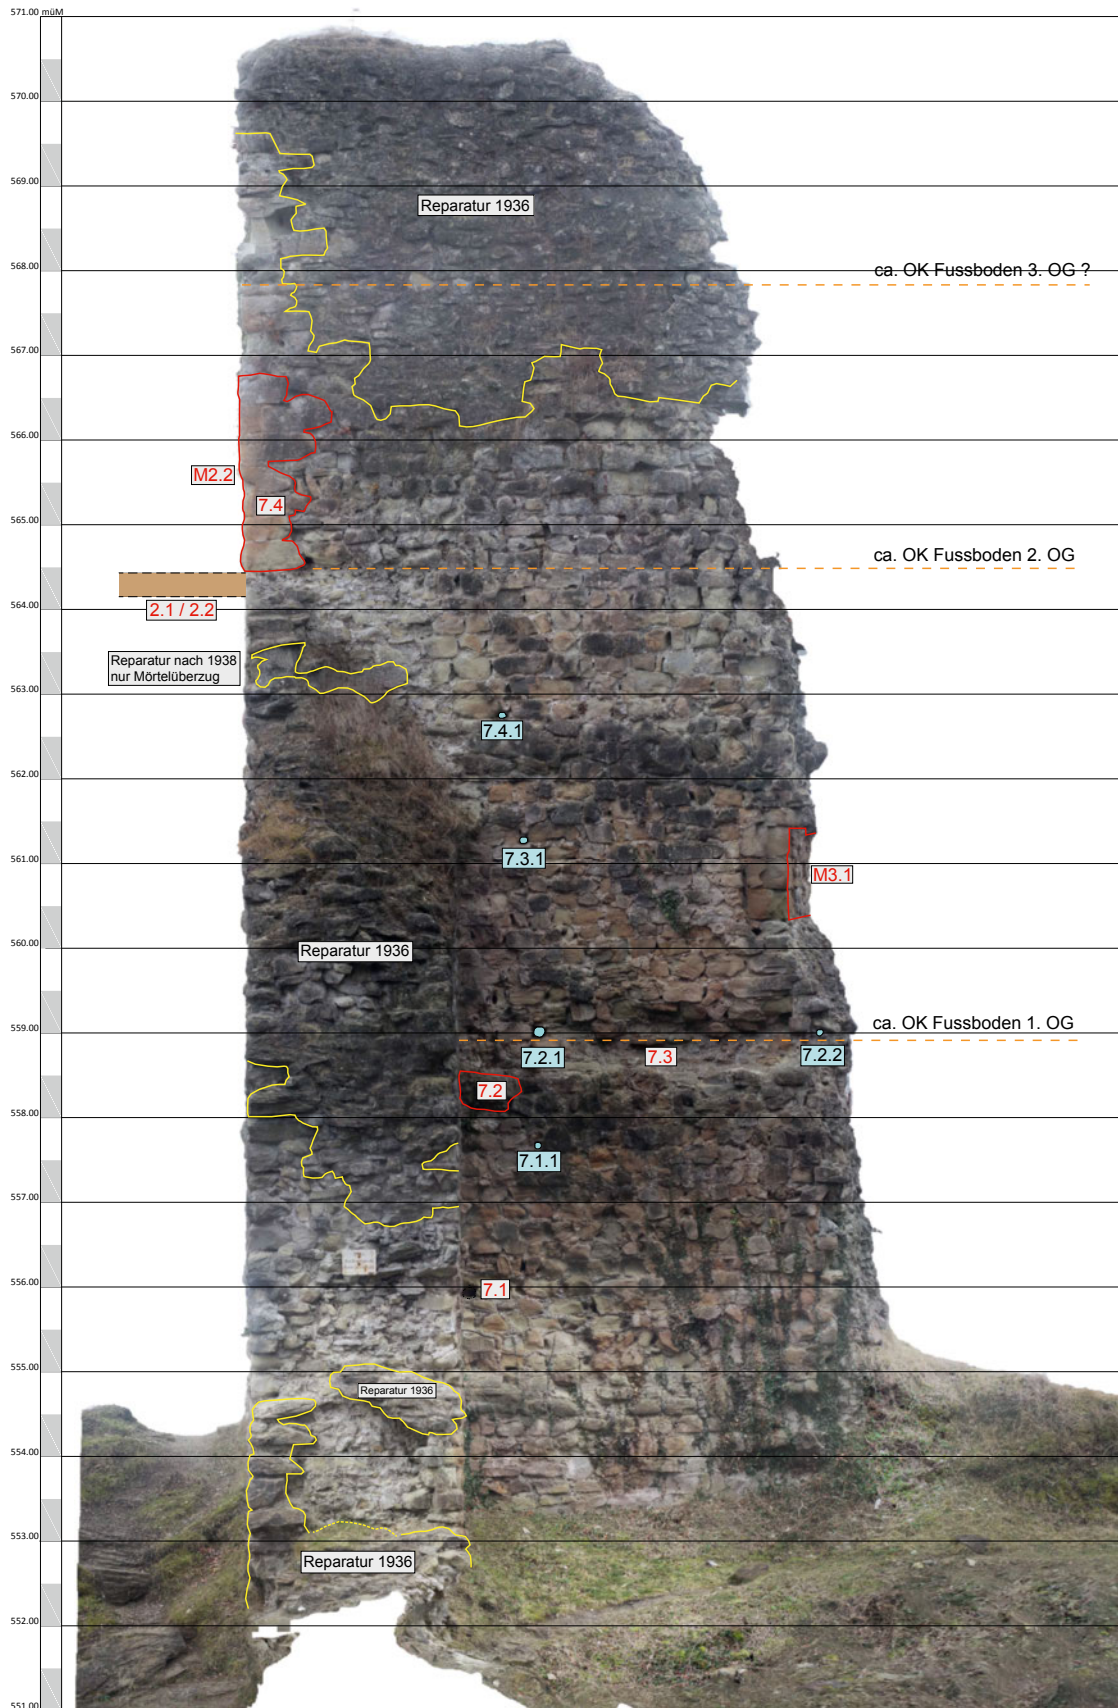 571.00 müM
570.00
569.00
Reparatur 1936
568.00
ca. OK Fussboden 3. OG ?
567.00
566.00
M2.2
7.4
565.00
ca. OK Fussboden 2. OG
564.00
2.1 / 2.2
Reparatur nach 1938
nur Mörtelüberzug
563.00
7.4.1
562.00
7.3.1
561.00
M3.1
Reparatur 1936
560.00
559.00
ca. OK Fussboden 1. OG
7.2.1
7.3
7.2.2
7.2
558.00
7.1.1
557.00
556.00
7.1
555.00
Reparatur 1936
554.00
553.00
Reparatur 1936
552.00
551.00